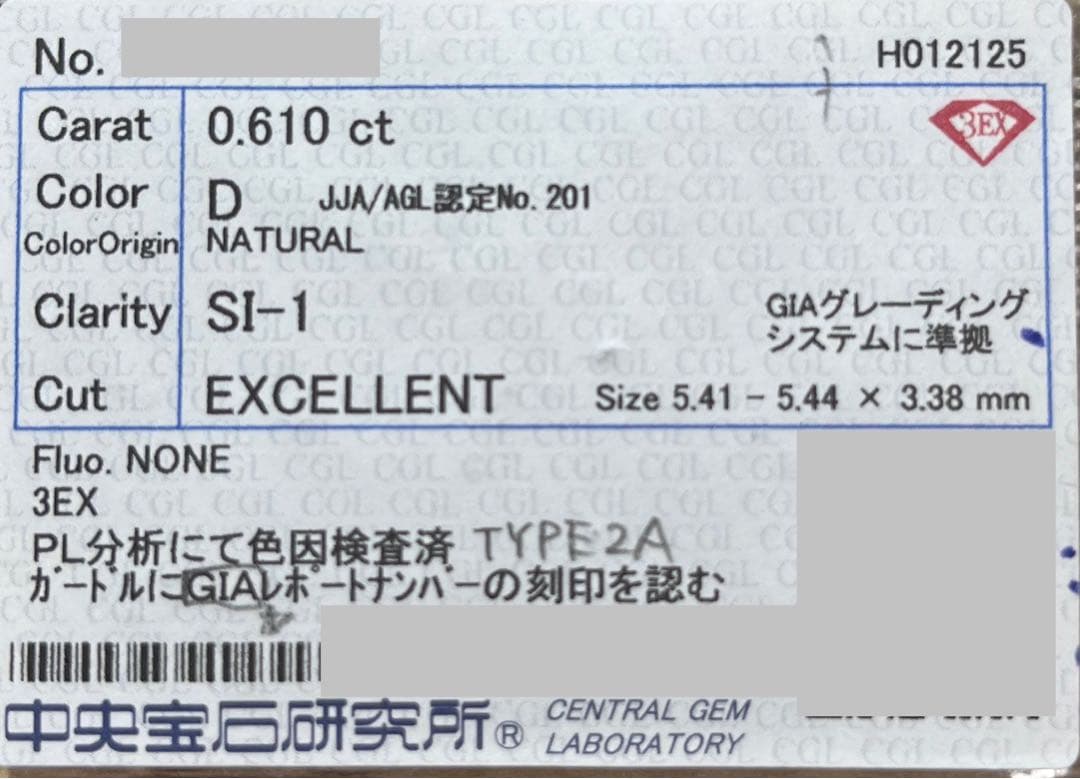 No.
H012125
Carat 0.610 ct
3EX
Color D JJA/AGL認定No.201
ColorOrigin NATURAL
Clarity SI-1
GIAグレーディング
システムに準拠
Cut EXCELLENT Size 5.41 - 5.44 × 3.38 mm
Fluo. NONE
3EX
PL分析にて色因検査済 TYPE2A
ガードルにGIAレポートナンバーの刻印を認む
中央宝石研究所® CENTRAL GEM
LABORATORY